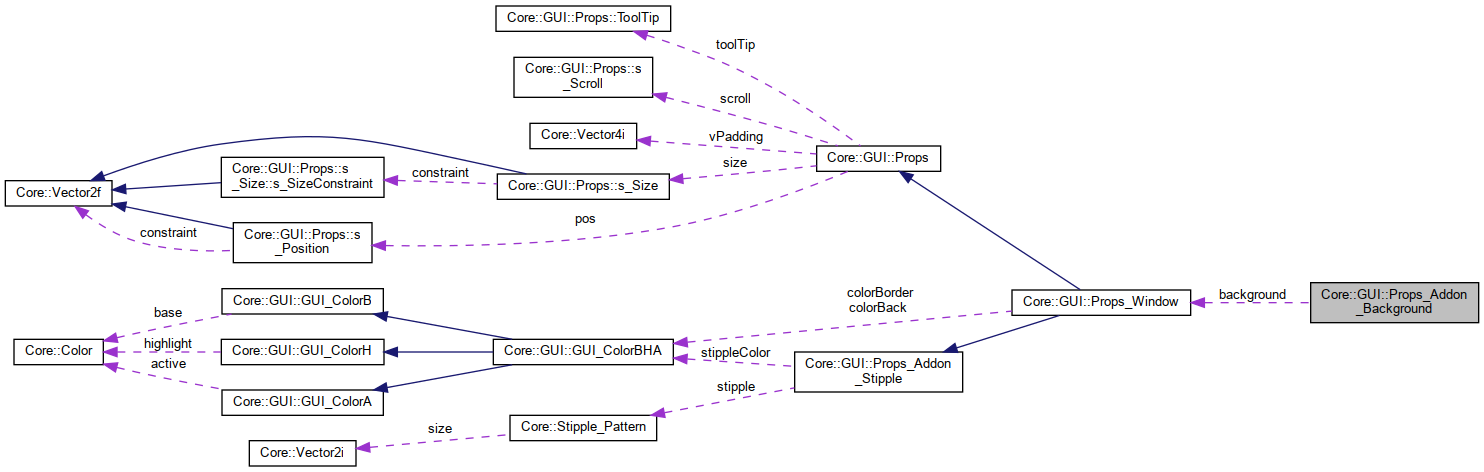 Core::GUI::Props::ToolTip
toolTip
Core::GUI::Props::s
_Scroll
scroll
Core::Vector4i
vPadding
Core::GUI::Props
Core::GUI::Props::s
_Size::s_SizeConstraint
constraint
Core::GUI::Props::s_Size
size
Core::Vector2f
constraint
Core::GUI::Props::s
_Position
pos
Core::GUI::GUI_ColorB
base
Core::Color
highlight
Core::GUI::GUI_ColorH
active
Core::GUI::GUI_ColorA
Core::GUI::GUI_ColorBHA
colorBorder
colorBack
stippleColor
Core::GUI::Props_Window
background
Core::GUI::Props_Addon
_Background
Core::GUI::Props_Addon
_Stipple
stipple
Core::Stipple_Pattern
size
Core::Vector2i